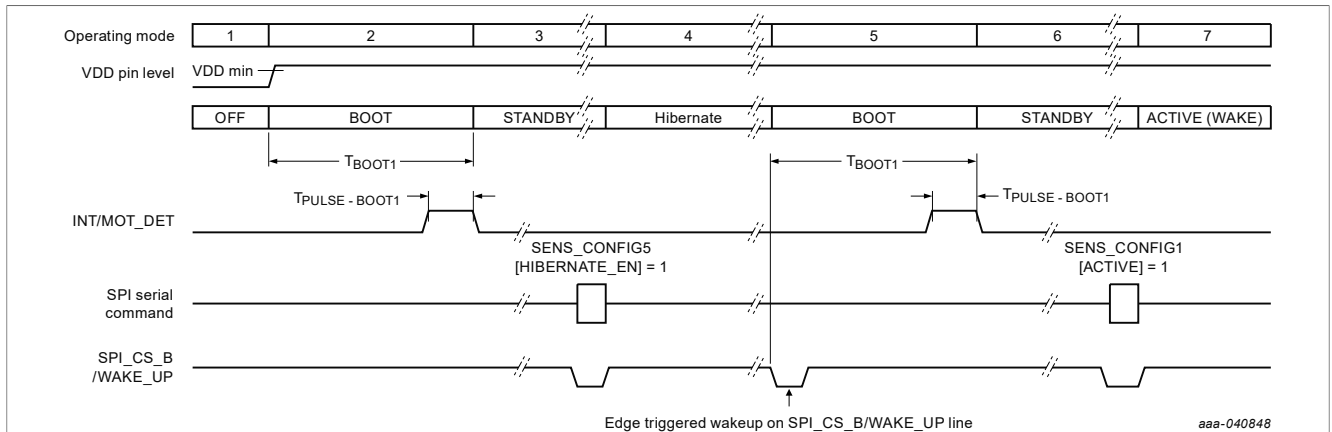 Operating mode 1 2 3 4 5 6 7
VDD pin level VDD min
OFF BOOT STANDBY Hibernate BOOT STANDBY ACTIVE (WAKE)
TBOOT1 TBOOT1
TPULSE - BOOT1 TPULSE - BOOT1
INT/MOT_DET
SENS_CONFIG5 SENS_CONFIG1
[HIBERNATE_EN] = 1 [ACTIVE] = 1
SPI serial
command
SPI_CS_B
/WAKE_UP
Edge triggered wakeup on SPI_CS_B/WAKE_UP line
aaa-040848